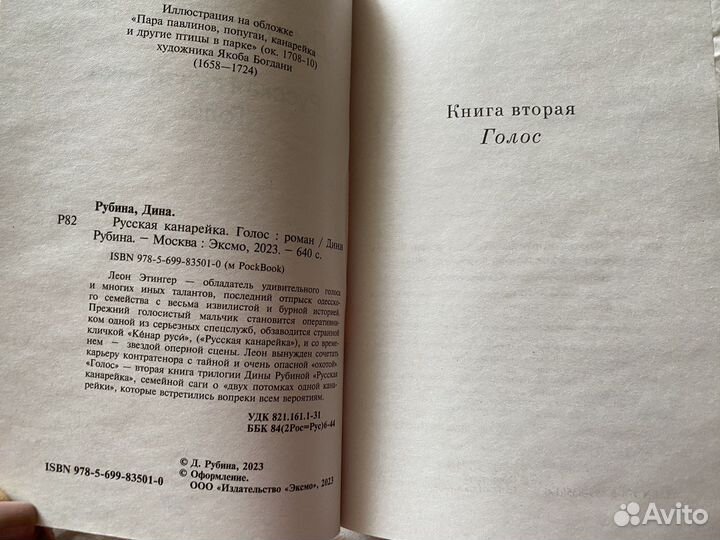 Иллюстрация на обложке
«Пара павлинов, попугаи, канарейка
и другие птицы в парке» (ок. 1708-10)
художника Якоба Богдани
(1658—1724)
Рубина, Дина.
Р82
Русская канарейка. Голос : роман / Дина
Рубина. — Москва : Эксмо, 2023. — 640 с.
ISBN 978-5-699-83501-0 (м PockBook)
Леон Этингер — обладатель удивительного голоса
и многих иных талантов, последний отпрыск одесско-
го семейства с весьма извилистой и бурной историей.
Прежний голосистый мальчик становится оперативни-
ком одной из серьезных спецслужб, обзаводится странной
кличкой «Ке́нар руси́», («Русская канарейка»), и со време-
нем — звездой оперной сцены. Леон вынужден сочетать
карьеру контратенора с тайной и очень опасной «охотой».
«Голос» — вторая книга трилогии Дины Рубиной «Русская
канарейка», семейной саги о «двух потомках одной кана-
рейки», которые встретились вопреки всем вероятиям.
УДК 821.161.1-31
ББК 84(2Рос=Рус)6-44
© Д. Рубина, 2023
© Оформление.
ООО «Издательство «Эксмо», 2023
ISBN 978-5-699-83501-0
Книга вторая
Голос
Avito